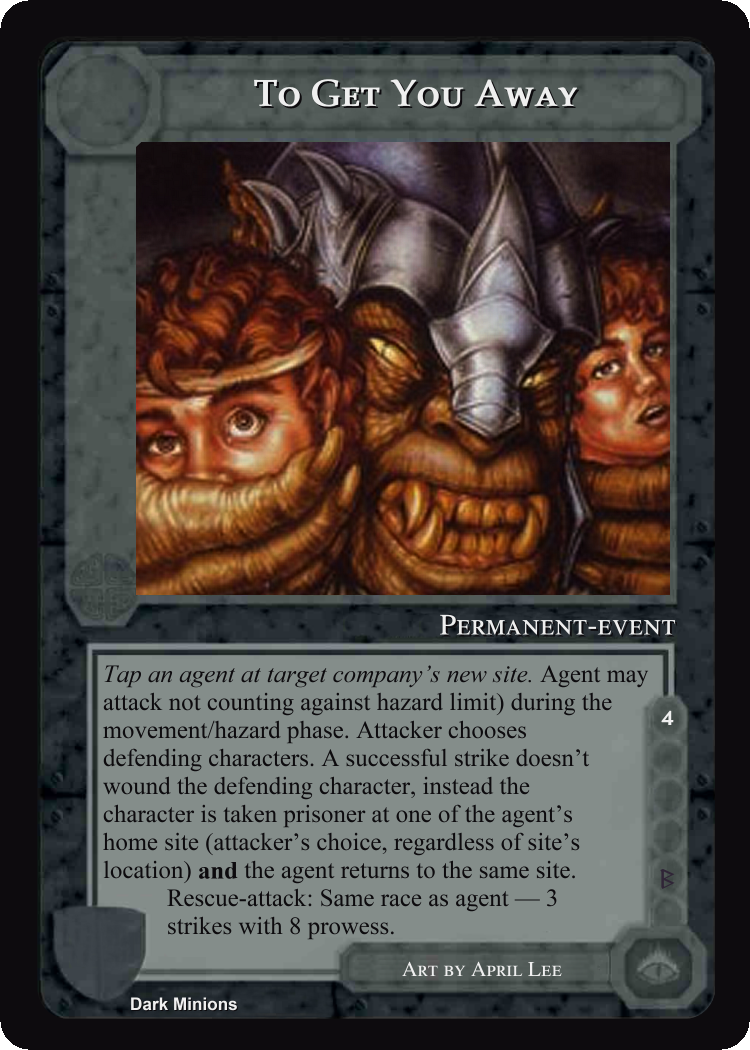 To Get You Away
Permanent-event
Tap an agent at target company's new site. Agent may
attack not counting against hazard limit) during the
movement/hazard phase. Attacker chooses
defending characters. A successful strike doesn't
wound the defending character, instead the
character is taken prisoner at one of the agent's
home site (attacker's choice, regardless of site's
location) and the agent returns to the same site.
Rescue-attack: Same race as agent — 3
strikes with 8 prowess.
4
B
Art by April Lee
Dark Minions